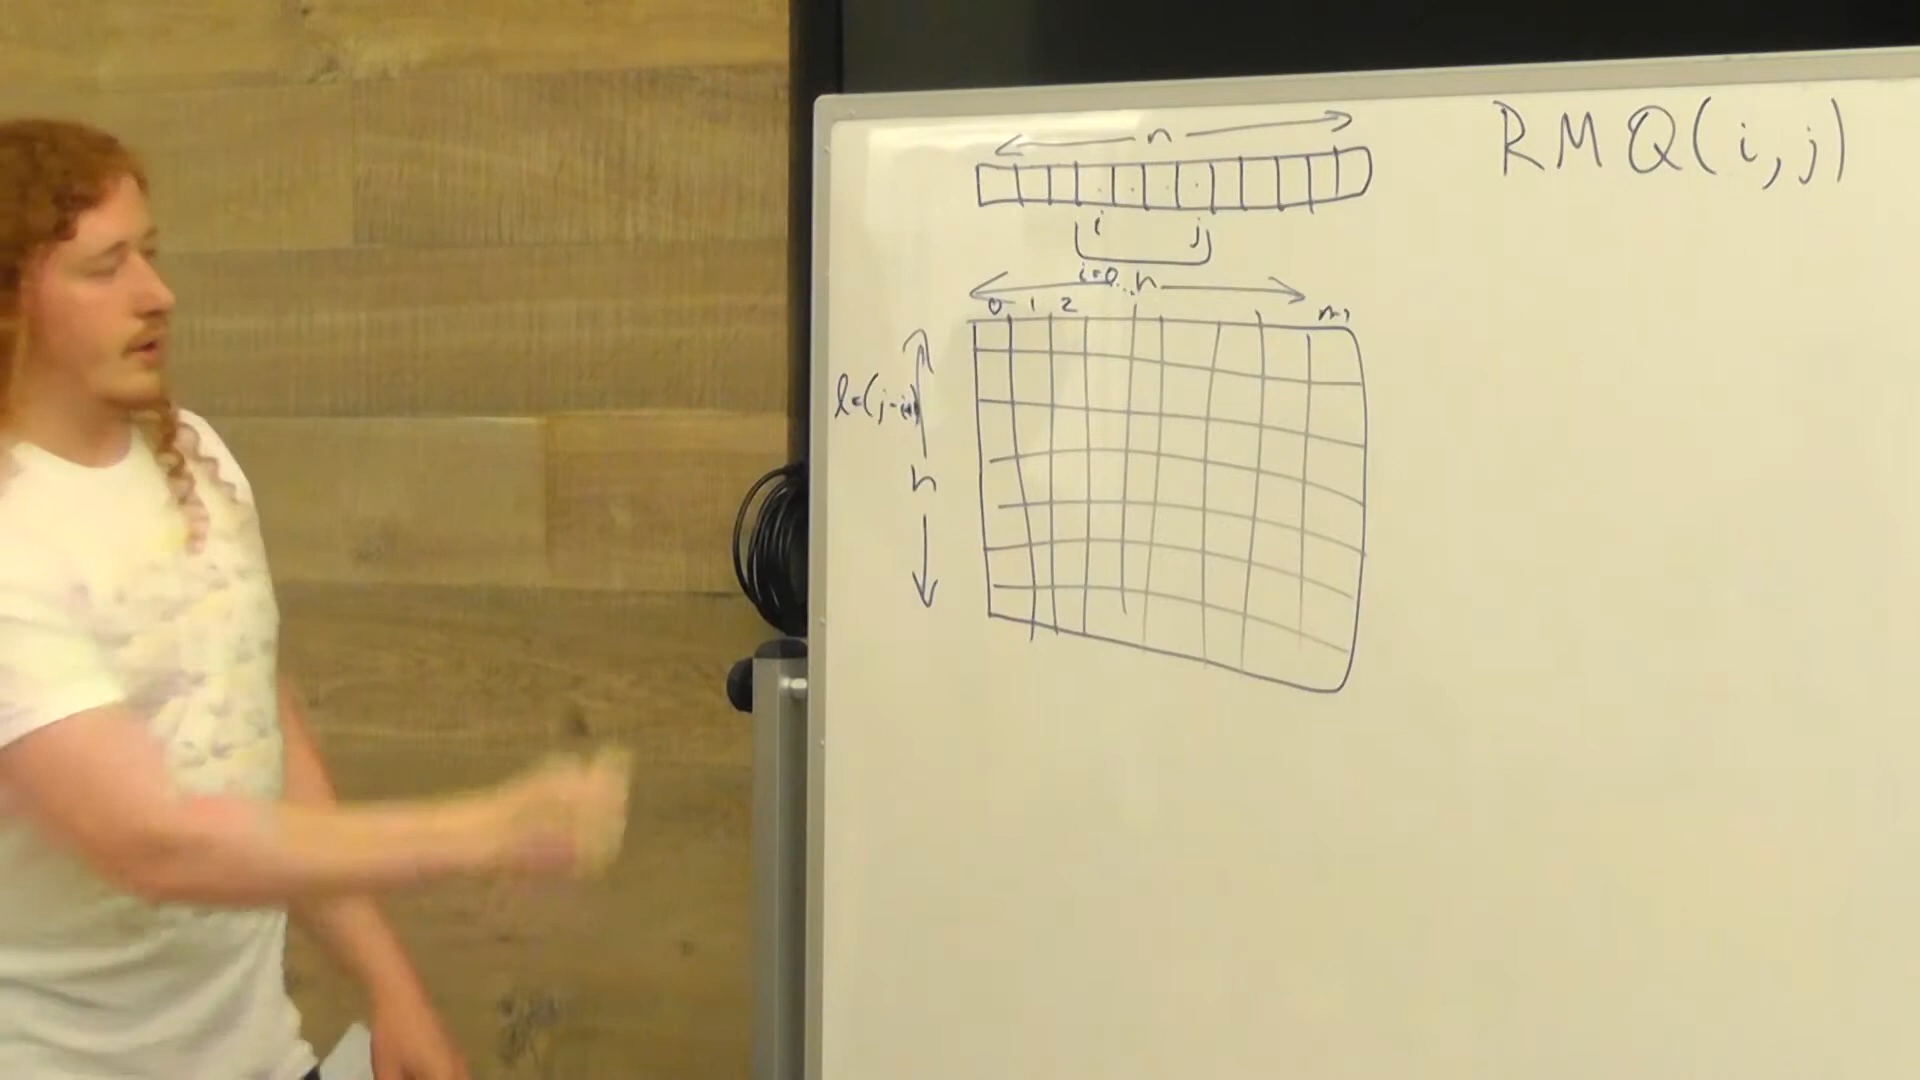 n
RMQ(i,j)
i j
i=0...n
0 1 2 n-1
l=(j-i+1)
n